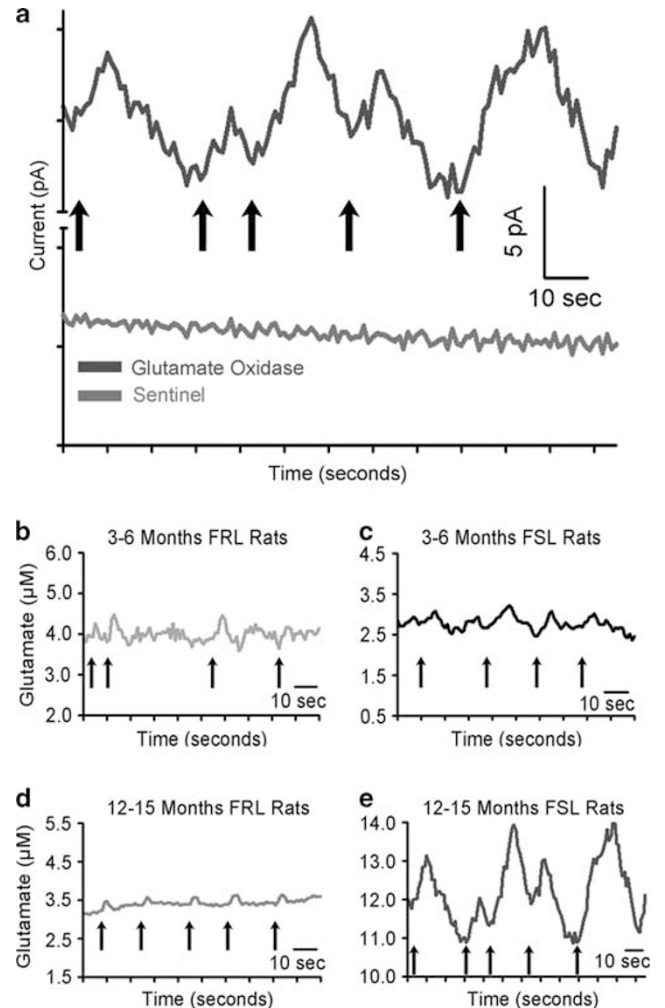 a
Current (pA)
5 pA
10 sec
Glutamate Oxidase
Sentinel
Time (seconds)
b
3-6 Months FRL Rats
Glutamate (μM)
6.0
5.0
4.0
3.0
2.0
10 sec
Time (seconds)
c
3-6 Months FSL Rats
4.5
3.5
2.5
1.5
0.5
10 sec
Time (seconds)
d
12-15 Months FRL Rats
Glutamate (μM)
5.5
4.5
3.5
2.5
1.5
10 sec
Time (seconds)
e
12-15 Months FSL Rats
14.0
13.0
12.0
11.0
10.0
10 sec
Time (seconds)